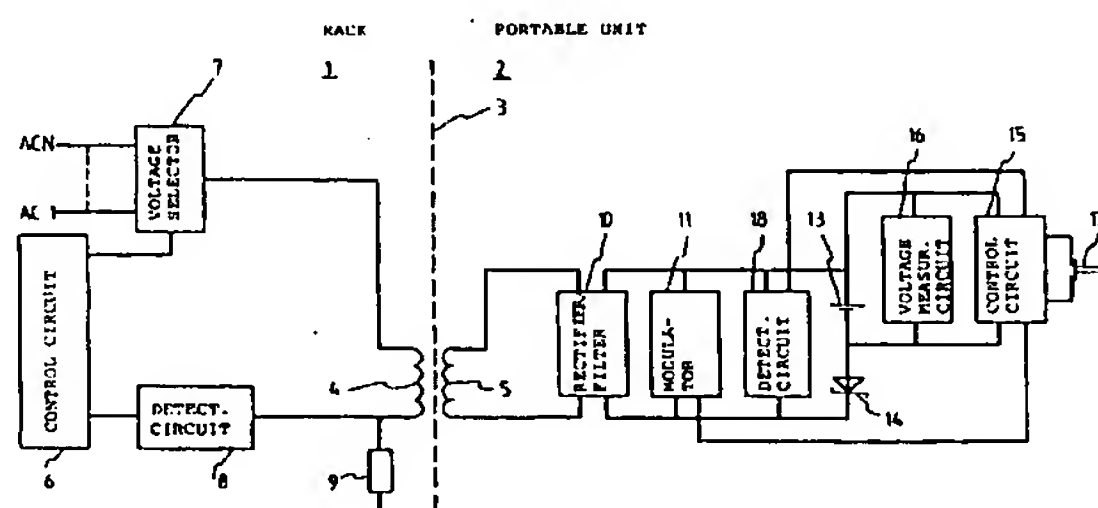 RACK PORTABLE UNIT
1 2
7
3
ACN
AC 1
VOLTAGE
SELECTOR
16 15
10 11 18 13
RECTIFIER
FILTER
MODULA-
TOR
DETECT.
CIRCUIT
VOLTAGE
MEASUR.
CIRCUIT
CONTROL
CIRCUIT
4 5
14
CONTROL CIRCUIT
DETECT.
CIRCUIT
6 8 9